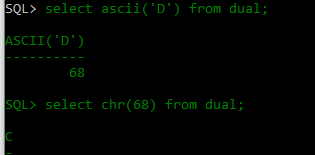 SQL> select ascii('D') from dual;
ASCII('D')
----------
68
SQL> select chr(68) from dual;
C
-